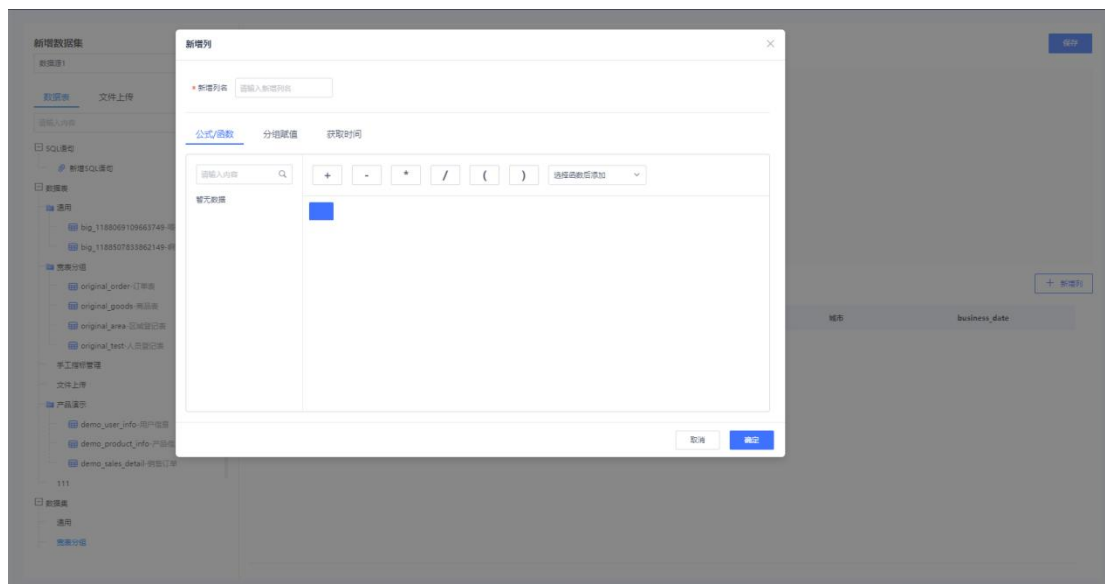 新增数据集
保存
数据源1
数据表 文件上传
请输入内容
SQL语句
新增SQL语句
数据表
通用
big_1188069109663749-
big_1188507833862149-
宽表分组
original_order-订单表
original_goods-商品表
original_area-区域登记表
original_test-人员登记表
手工指标管理
文件上传
产品演示
demo_user_info-用户信息
demo_product_info-产品信
demo_sales_detail-销售订单
111
数据集
通用
宽表分组
新增列
* 新增列名 请输入新增列名
公式/函数 分组赋值 获取时间
请输入内容
+ - * / ( ) 选择函数后添加
暂无数据
取消 确定
+ 新增列
城市 business_date